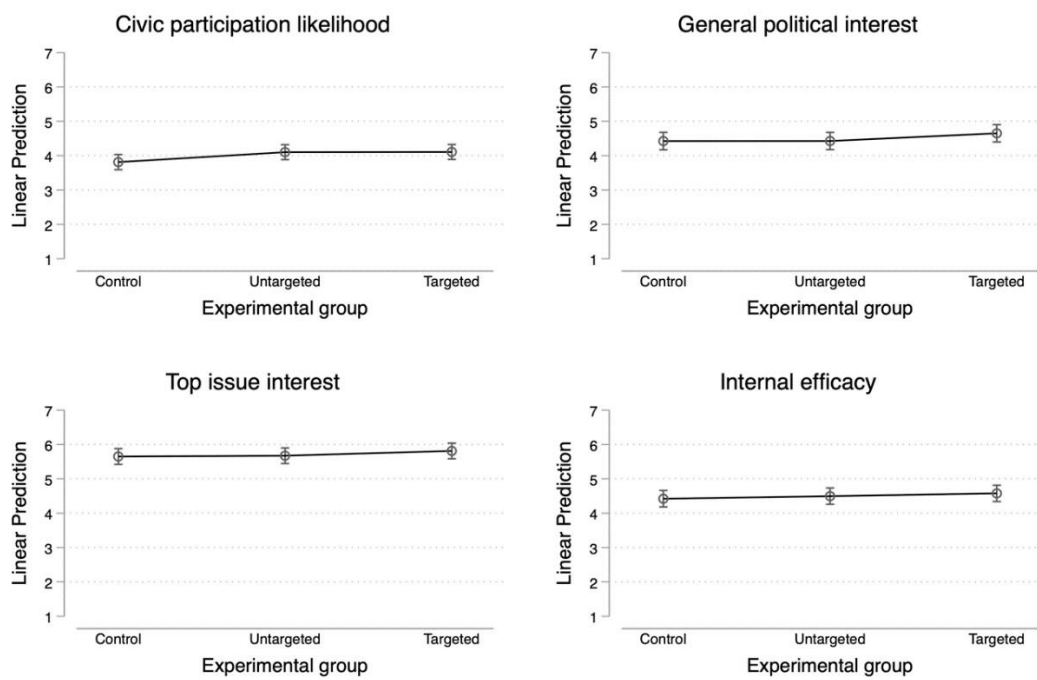 Civic participation likelihood
Linear Prediction
7
6
5
4
3
2
1
Control Untargeted Targeted
Experimental group
General political interest
Linear Prediction
7
6
5
4
3
2
1
Control Untargeted Targeted
Experimental group
Top issue interest
Linear Prediction
7
6
5
4
3
2
1
Control Untargeted Targeted
Experimental group
Internal efficacy
Linear Prediction
7
6
5
4
3
2
1
Control Untargeted Targeted
Experimental group